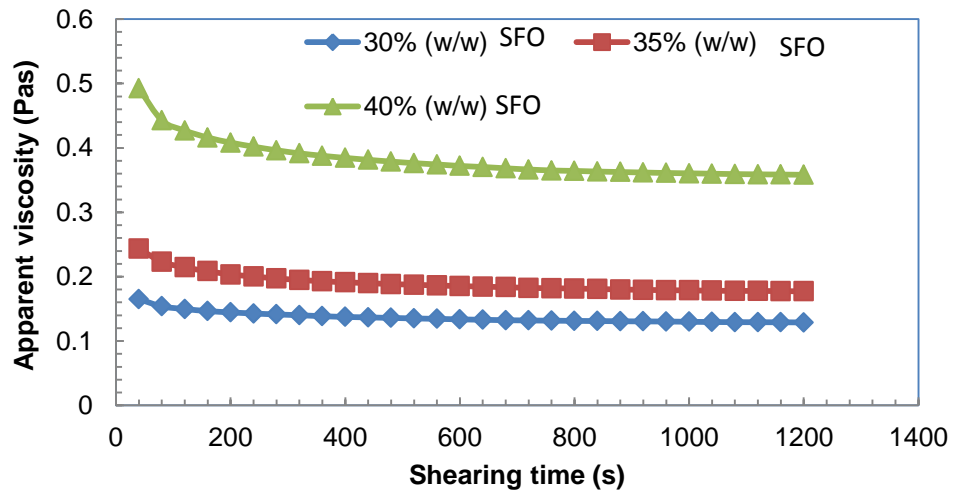 0.6
0.5
0.4
0.3
0.2
0.1
0
Apparent viscosity (Pas)
30% (w/w) SFO
35% (w/w) SFO
40% (w/w) SFO
0 200 400 600 800 1000 1200 1400
Shearing time (s)